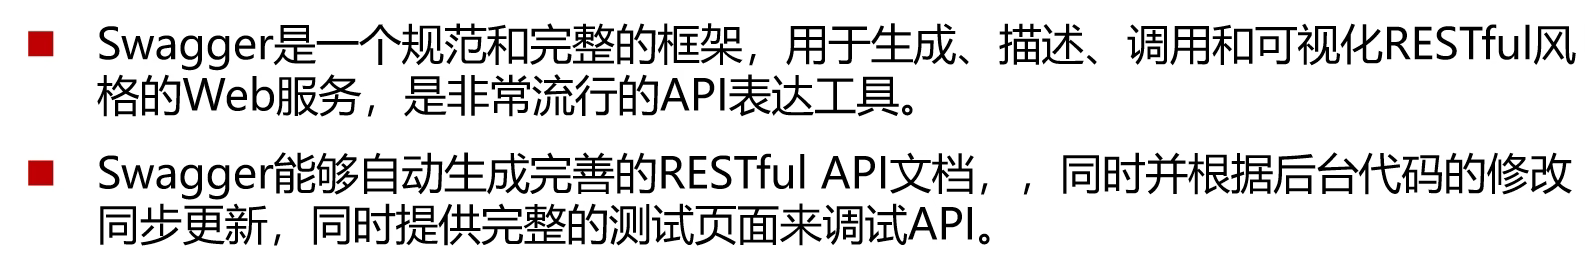 Swagger是一个规范和完整的框架，用于生成、描述、调用和可视化RESTful风
格的Web服务，是非常流行的API表达工具。
Swagger能够自动生成完善的RESTful API文档，，同时并根据后台代码的修改
同步更新，同时提供完整的测试页面来调试API。